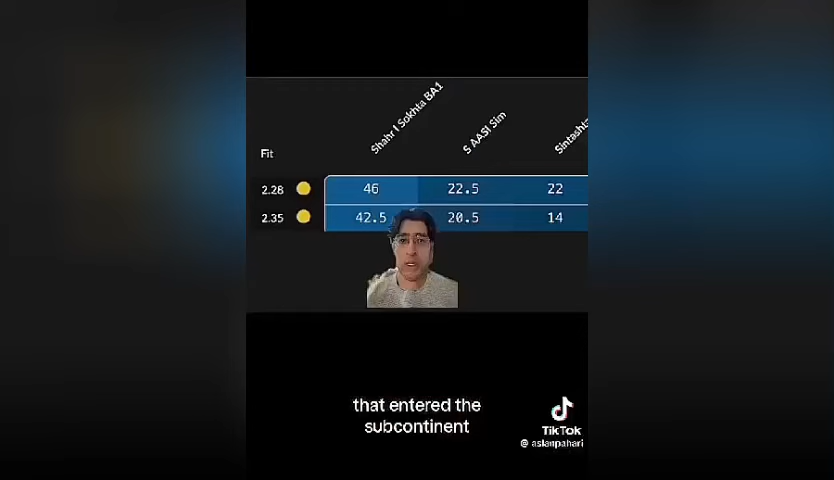 Shahr I Sokhta BA1
S AASI Sim
Fit
2.28 46 22.5 22
2.35 42.5 20.5 14
that entered the
subcontinent
TikTok
@ aslanpahari